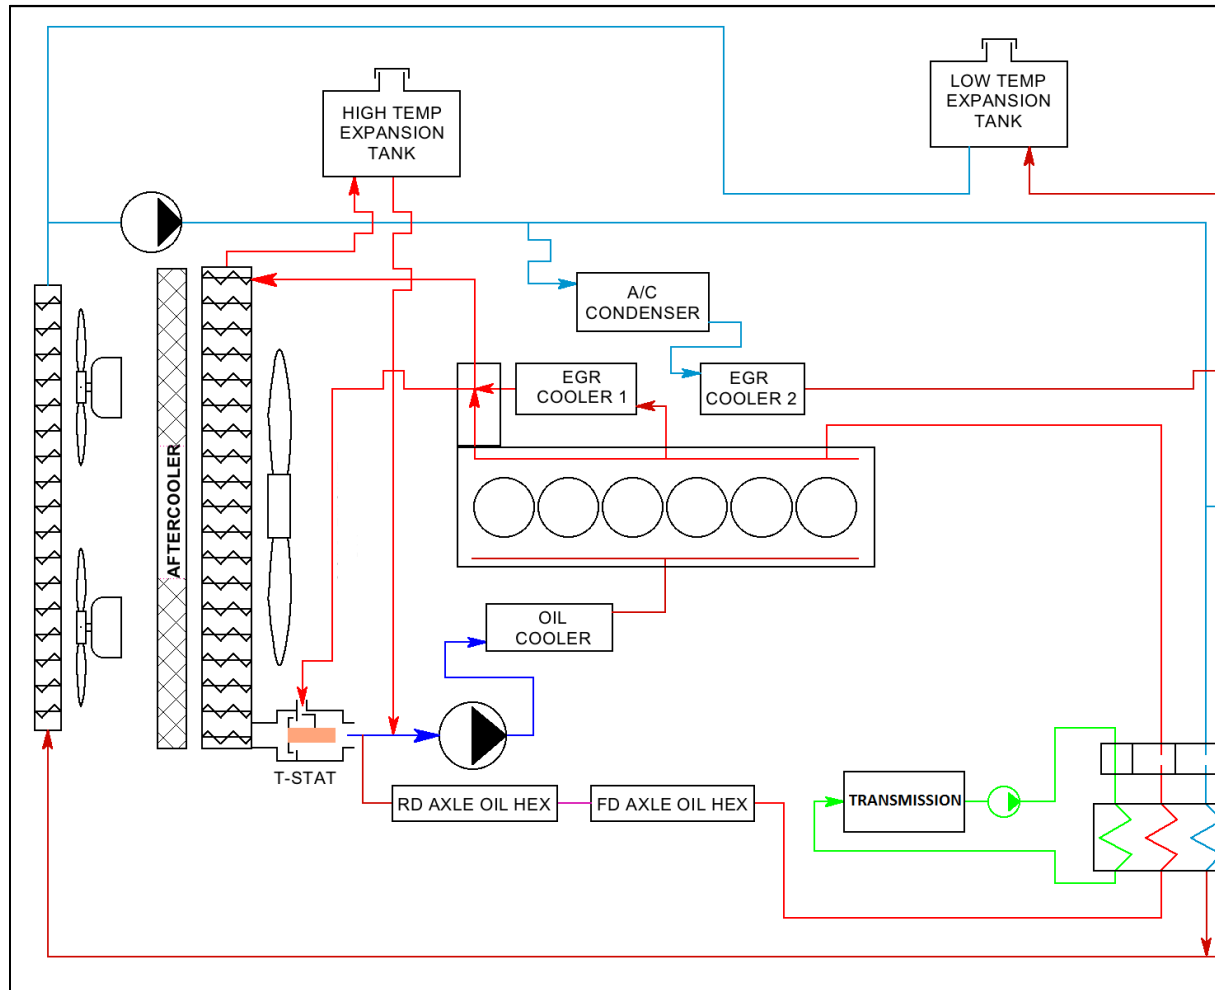 LOW TEMP
EXPANSION
TANK
HIGH TEMP
EXPANSION
TANK
A/C
CONDENSER
EGR
COOLER 1
EGR
COOLER 2
AFTERCOOLER
OIL
COOLER
T-STAT
RD AXLE OIL HEX
FD AXLE OIL HEX
TRANSMISSION